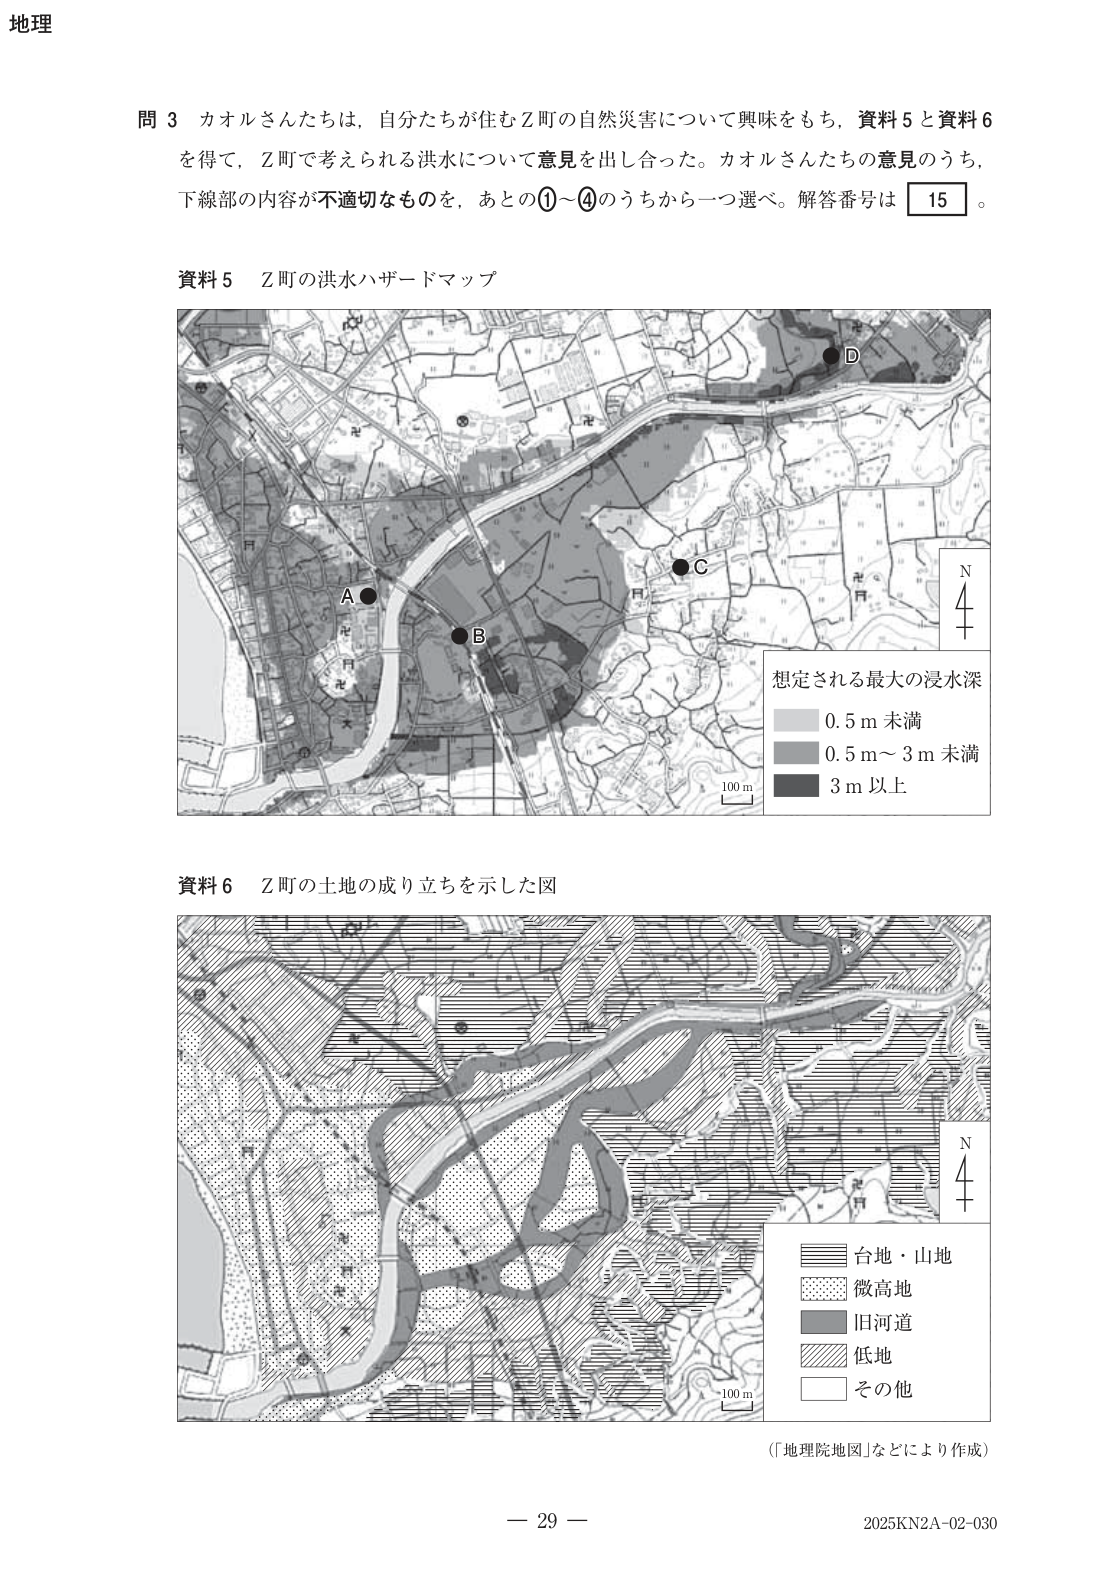 地理
問 3 カオルさんたちは，自分たちが住むZ町の自然災害について興味をもち，資料5と資料6
を得て，Z町で考えられる洪水について意見を出し合った。カオルさんたちの意見のうち，
下線部の内容が不適切なものを，あとの①～④のうちから一つ選べ。解答番号は 15 。
資料5 Z町の洪水ハザードマップ
D
A
C
B
N
想定される最大の浸水深
0.5 m 未満
0.5 m～3 m 未満
3 m 以上
100 m
資料6 Z町の土地の成り立ちを示した図
N
台地・山地
微高地
旧河道
低地
その他
100 m
（「地理院地図」などにより作成）
— 29 —
2025KN2A-02-030